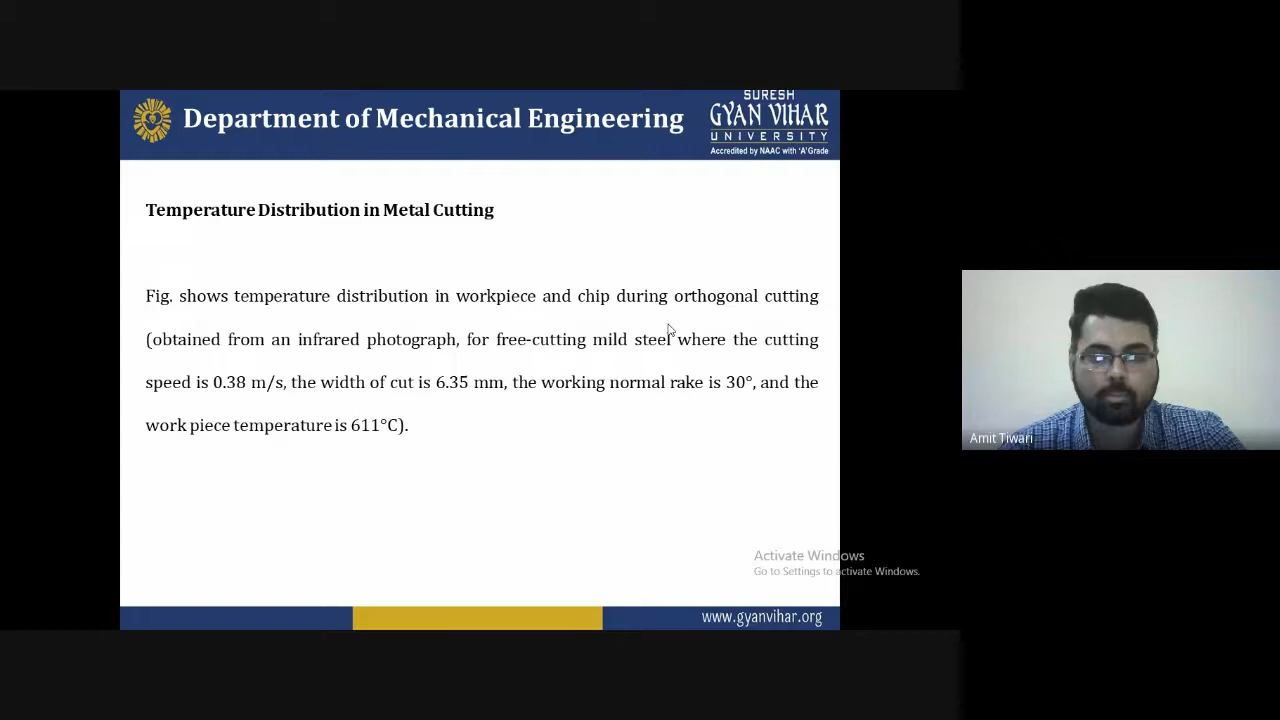 Department of Mechanical Engineering
SURESH
GYAN VIHAR
UNIVERSITY
Accredited by NAAC with 'A' Grade
Temperature Distribution in Metal Cutting
Fig. shows temperature distribution in workpiece and chip during orthogonal cutting
(obtained from an infrared photograph, for free-cutting mild steel where the cutting
speed is 0.38 m/s, the width of cut is 6.35 mm, the working normal rake is 30°, and the
work piece temperature is 611°C).
Amit Tiwari
Activate Windows
Go to Settings to activate Windows.
www.gyanvihar.org